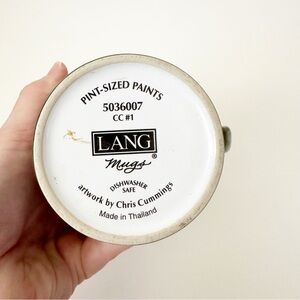 PINT-SIZED PAINTS
5036007
CC #1
LANG
Mugs®
DISHWASHER
SAFE
artwork by Chris Cummings
Made in Thailand